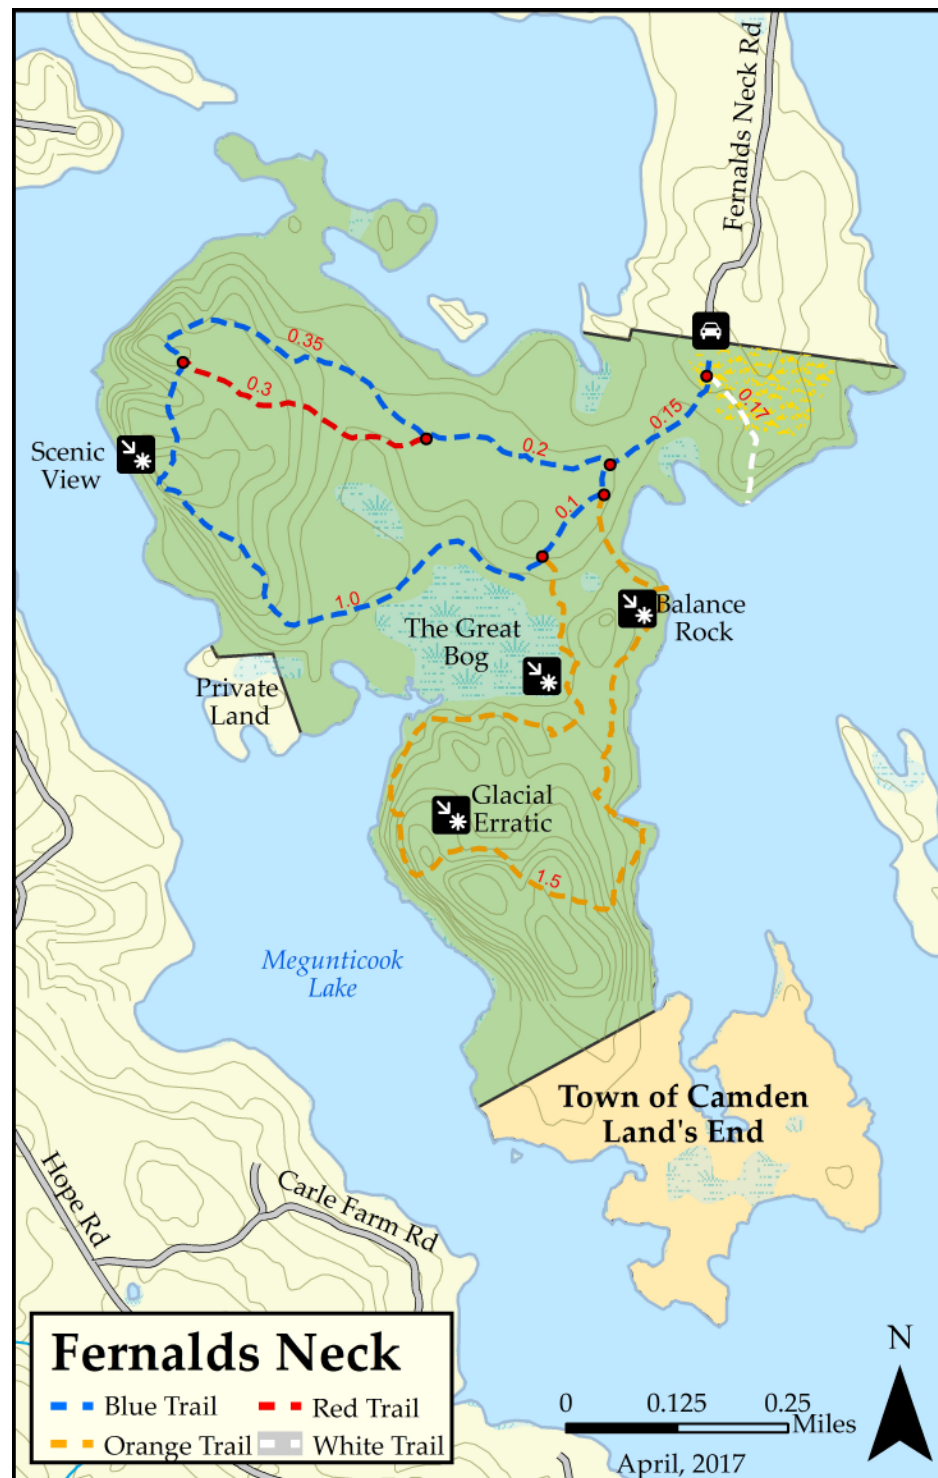 Fernalds Neck Rd
0.35
0.3
0.15
0.17
0.2
0.1
Scenic
View
1.0
Balance
Rock
The Great
Bog
Private
Land
Glacial
Erratic
1.5
Megunticook
Lake
Town of Camden
Land's End
Hope Rd
Carle Farm Rd
Fernalds Neck
Blue Trail
Red Trail
Orange Trail
White Trail
N
0 0.125 0.25
Miles
April, 2017